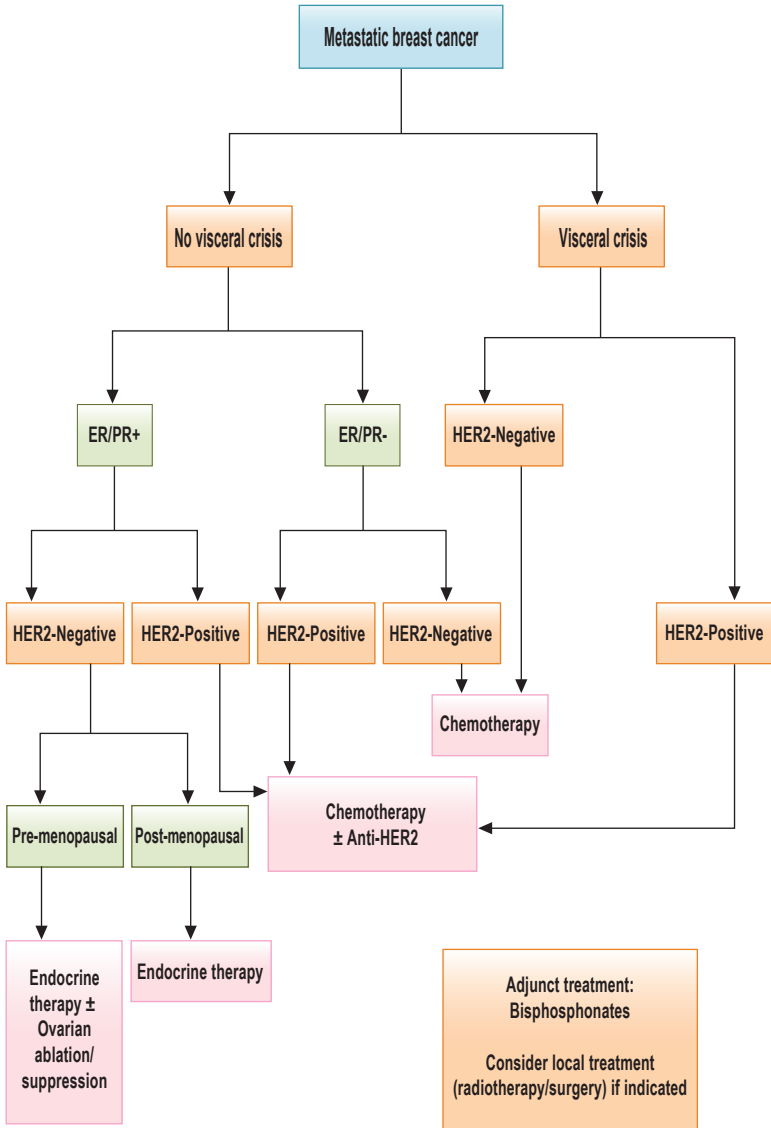 Metastatic breast cancer
No visceral crisis
Visceral crisis
ER/PR+
ER/PR-
HER2-Negative
HER2-Negative
HER2-Positive
HER2-Positive
HER2-Negative
HER2-Positive
Chemotherapy
Pre-menopausal
Post-menopausal
Chemotherapy
± Anti-HER2
Endocrine
therapy ±
Ovarian
ablation/
suppression
Endocrine therapy
Adjunct treatment:
Bisphosphonates
Consider local treatment
(radiotherapy/surgery) if indicated